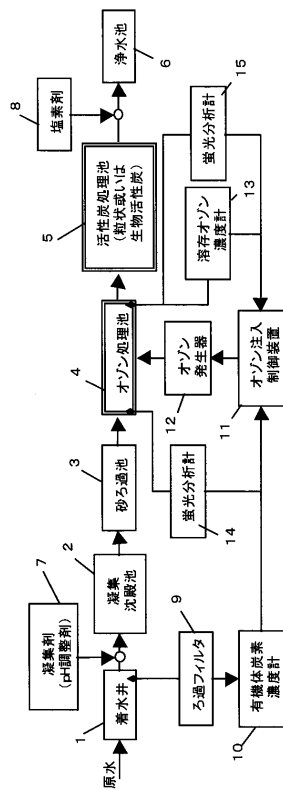 原水
1
着水井
7
凝集剤
(pH調整剤)
2
凝集
沈殿池
3
砂ろ過池
4
オゾン処理池
5
活性炭処理池
(粒状或いは
生物活性炭)
8
塩素剤
浄水池
6
9
ろ過フィルタ
10
有機体炭素
濃度計
蛍光分析計
14
12
オゾン
発生器
11
オゾン注入
制御装置
溶存オゾン
濃度計
13
蛍光分析計
15